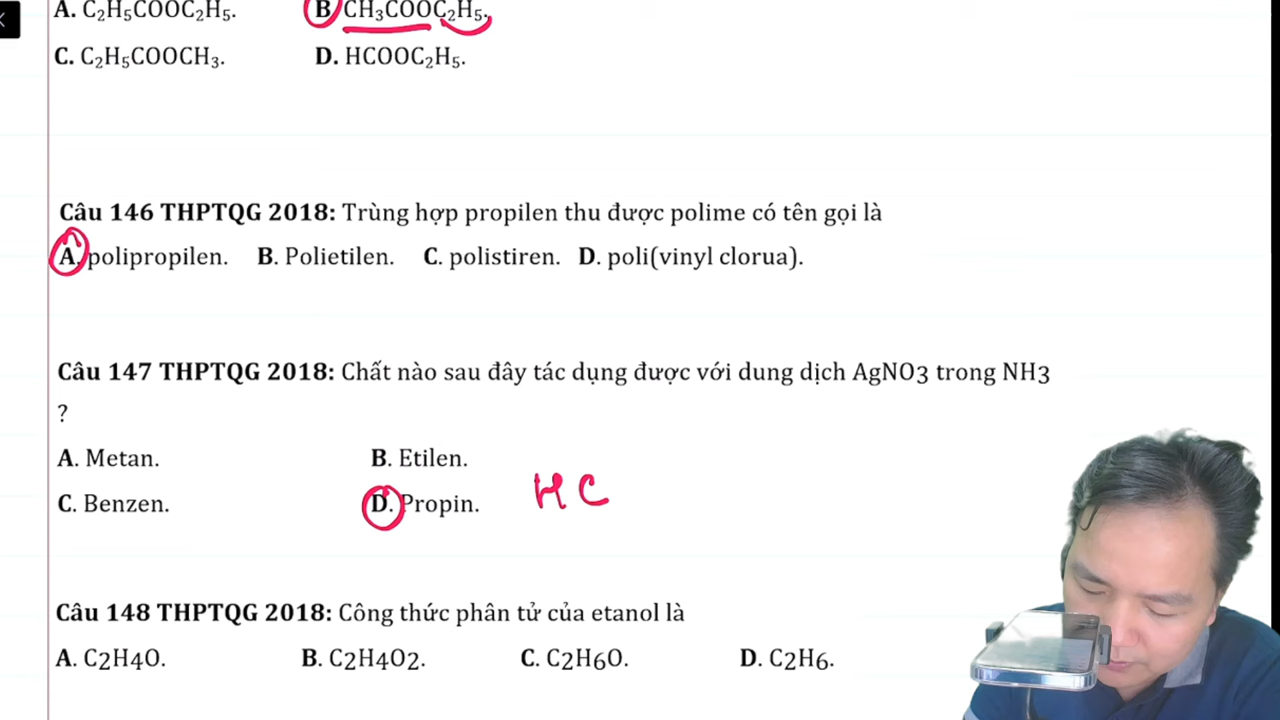 A. C₂H₅COOC₂H₅. B CH₃COOC₂H₅.
C. C₂H₅COOCH₃. D. HCOOC₂H₅.
Câu 146 THPTQG 2018: Trùng hợp propilen thu được polime có tên gọi là
A. polipropilen. B. Polietilen. C. polistiren. D. poli(vinyl clorua).
Câu 147 THPTQG 2018: Chất nào sau đây tác dụng được với dung dịch AgNO3 trong NH3
?
A. Metan. B. Etilen.
C. Benzen. D. Propin. HC
Câu 148 THPTQG 2018: Công thức phân tử của etanol là
A. C2H4O. B. C2H4O2. C. C2H6O. D. C2H6.